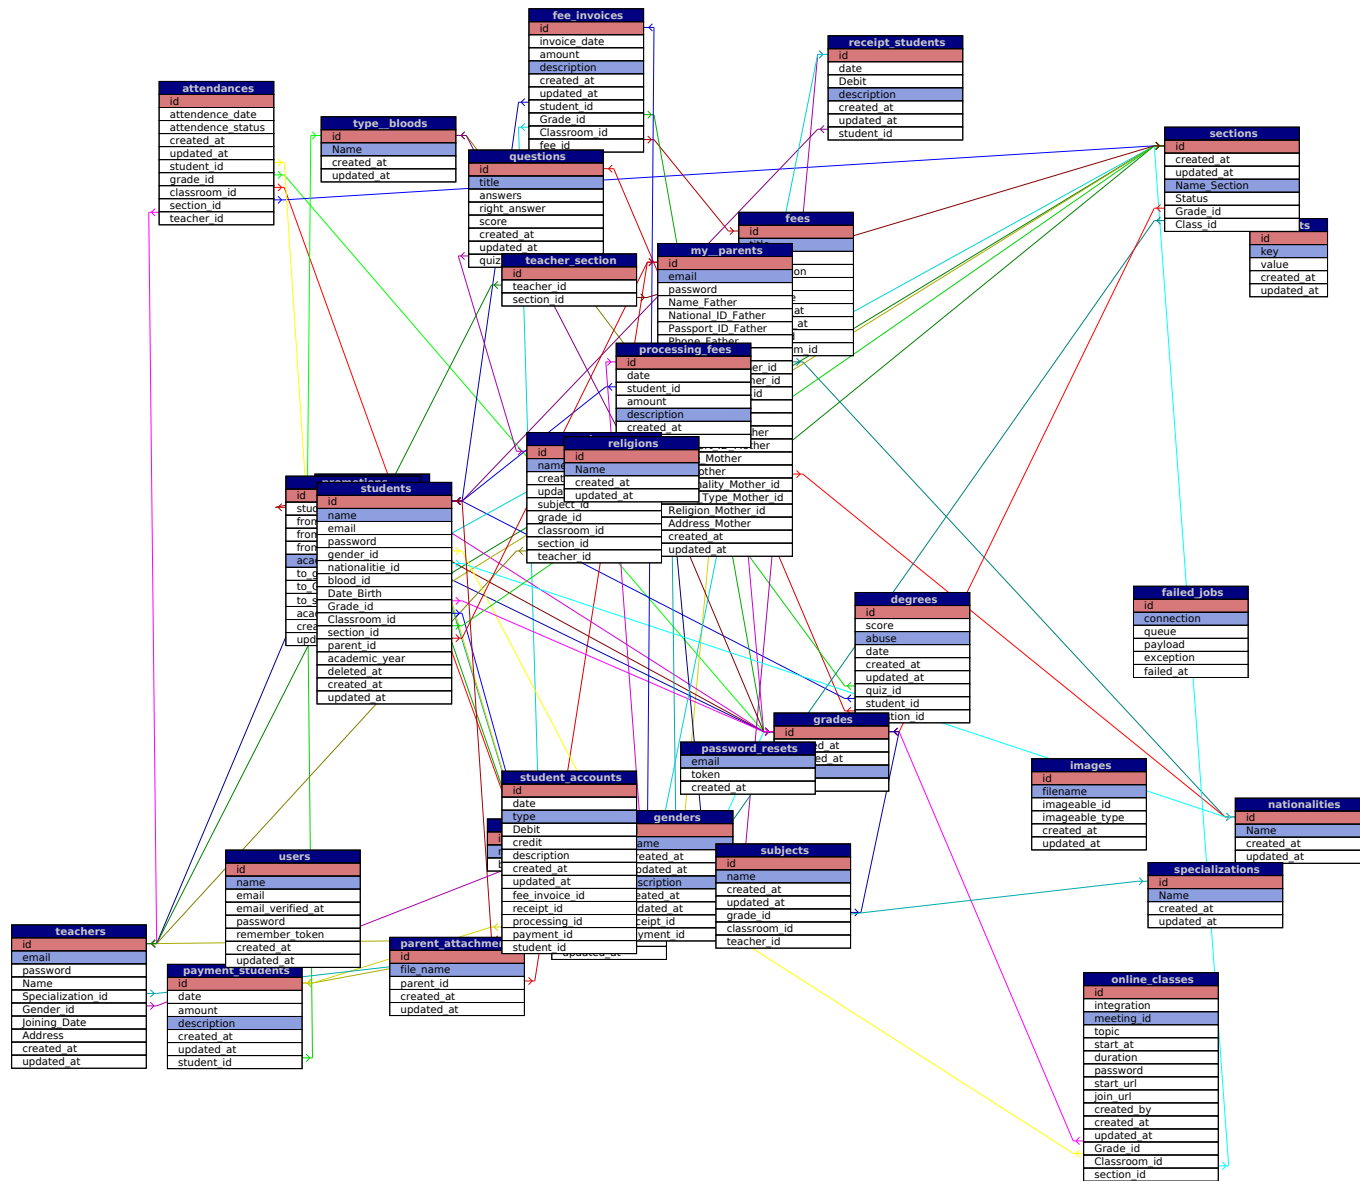 fee_invoices
id
invoice_date
amount
description
created_at
updated_at
student_id
Grade_id
Classroom_id
fee_id
receipt_students
id
date
Debit
description
created_at
updated_at
student_id
attendances
id
attendence_date
attendence_status
created_at
updated_at
student_id
grade_id
classroom_id
section_id
teacher_id
type__bloods
id
Name
created_at
updated_at
sections
id
created_at
updated_at
Name_Section
Status
Grade_id
Class_id
questions
id
title
answers
right_answer
score
created_at
updated_at
quiz
fees
id
ts
id
key
value
created_at
updated_at
teacher_section
id
teacher_id
section_id
my__parents
id
email
password
Name_Father
National_ID_Father
Passport_ID_Father
Phone_Father
Religion_Mother_id
Address_Mother
created_at
updated_at
processing_fees
id
date
student_id
amount
description
created_at
id
name
subject_id
grade_id
classroom_id
section_id
teacher_id
religions
id
Name
created_at
updated_at
promotions
id
students
id
name
email
password
gender_id
nationalitie_id
blood_id
Date_Birth
Grade_id
Classroom_id
section_id
parent_id
academic_year
deleted_at
created_at
updated_at
degrees
id
score
abuse
date
created_at
updated_at
quiz_id
student_id
failed_jobs
id
connection
queue
payload
exception
failed_at
grades
id
password_resets
email
token
created_at
images
id
filename
imageable_id
imageable_type
created_at
updated_at
nationalities
id
Name
created_at
updated_at
student_accounts
id
date
type
Debit
credit
description
created_at
updated_at
fee_invoice_id
receipt_id
processing_id
payment_id
student_id
genders
subjects
id
name
created_at
updated_at
grade_id
classroom_id
teacher_id
users
id
name
email
email_verified_at
password
remember_token
created_at
updated_at
specializations
id
Name
created_at
updated_at
teachers
id
email
password
Name
Specialization_id
Gender_id
Joining_Date
Address
created_at
updated_at
payment_students
id
date
amount
description
created_at
updated_at
student_id
parent_attachme
id
file_name
parent_id
created_at
updated_at
online_classes
id
integration
meeting_id
topic
start_at
duration
password
start_url
join_url
created_by
created_at
updated_at
Grade_id
Classroom_id
section_id